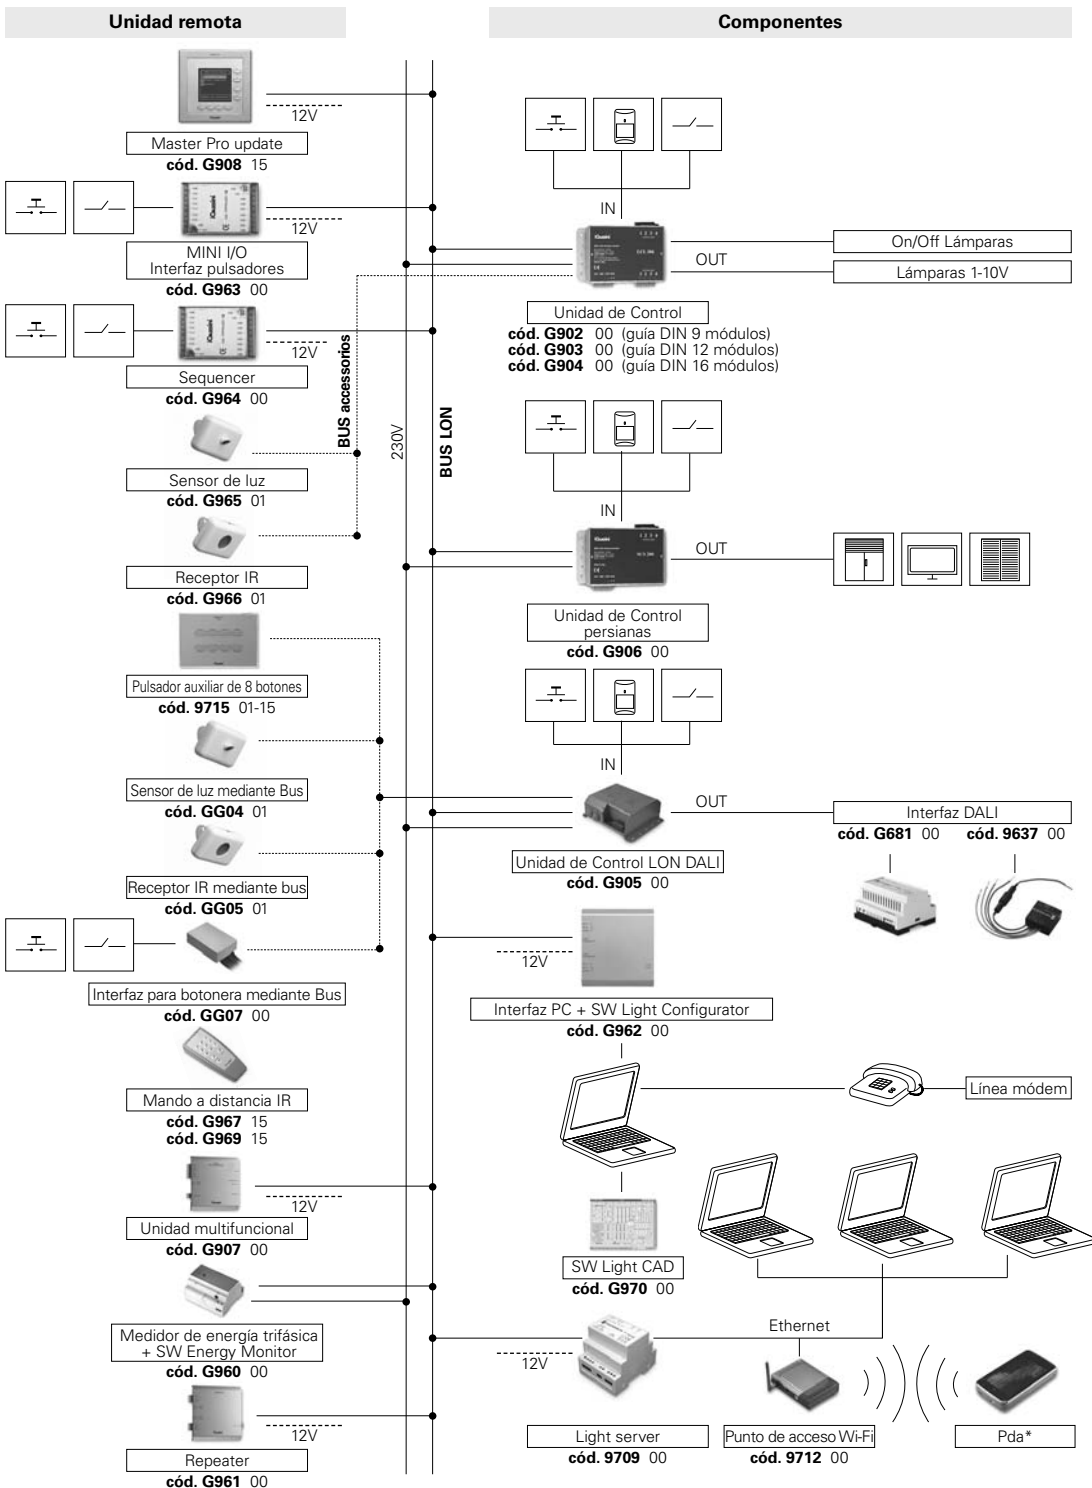 Unidad remota
Componentes
12V
Master Pro update
cód. G908 15
12V
MINI I/O
Interfaz pulsadores
cód. G963 00
12V
Sequencer
cód. G964 00
Sensor de luz
cód. G965 01
Receptor IR
cód. G966 01
Pulsador auxiliar de 8 botones
cód. 9715 01-15
Sensor de luz mediante Bus
cód. GG04 01
Receptor IR mediante bus
cód. GG05 01
Interfaz para botonera mediante Bus
cód. GG07 00
Mando a distancia IR
cód. G967 15
cód. G969 15
12V
Unidad multifuncional
cód. G907 00
Medidor de energía trifásica
+ SW Energy Monitor
cód. G960 00
12V
Repeater
cód. G961 00
BUS accessorios
230V
BUS LON
IN
OUT
On/Off Lámparas
Lámparas 1-10V
Unidad de Control
cód. G902 00 (guía DIN 9 módulos)
cód. G903 00 (guía DIN 12 módulos)
cód. G904 00 (guía DIN 16 módulos)
IN
OUT
Unidad de Control
persianas
cód. G906 00
IN
OUT
Interfaz DALI
cód. G681 00 cód. 9637 00
Unidad de Control LON DALI
cód. G905 00
12V
Interfaz PC + SW Light Configurator
cód. G962 00
Línea módem
SW Light CAD
cód. G970 00
Ethernet
12V
Light server
cód. 9709 00
Punto de acceso Wi-Fi
cód. 9712 00
Pda*